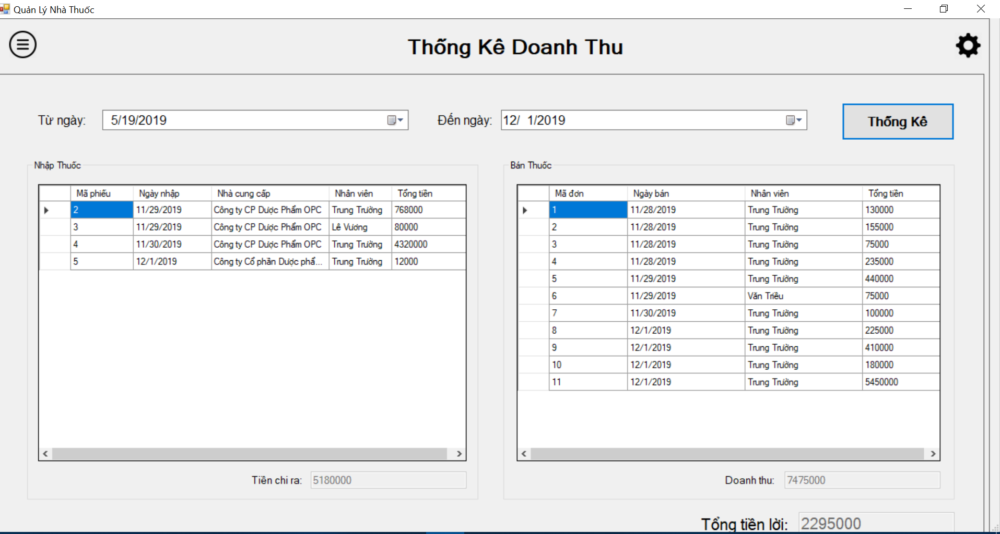 Quản Lý Nhà Thuốc
Thống Kê Doanh Thu
Từ ngày: 5/19/2019 Đến ngày: 12/ 1/2019 Thống Kê
Nhập Thuốc
Mã phiếu Ngày nhập Nhà cung cấp Nhân viên Tổng tiền
2 11/29/2019 Công ty CP Dược Phẩm OPC Trung Trường 768000
3 11/29/2019 Công ty CP Dược Phẩm OPC Lê Vương 80000
4 11/30/2019 Công ty CP Dược Phẩm OPC Trung Trường 4320000
5 12/1/2019 Công ty Cổ phần Dược phẩ... Trung Trường 12000
Tiền chi ra: 5180000
Bán Thuốc
Mã đơn Ngày bán Nhân viên Tổng tiền
1 11/28/2019 Trung Trường 130000
2 11/28/2019 Trung Trường 155000
3 11/28/2019 Trung Trường 75000
4 11/28/2019 Trung Trường 235000
5 11/29/2019 Trung Trường 440000
6 11/29/2019 Văn Triều 75000
7 11/30/2019 Trung Trường 100000
8 12/1/2019 Trung Trường 225000
9 12/1/2019 Trung Trường 410000
10 12/1/2019 Trung Trường 180000
11 12/1/2019 Trung Trường 5450000
Doanh thu: 7475000
Tổng tiền lời: 2295000